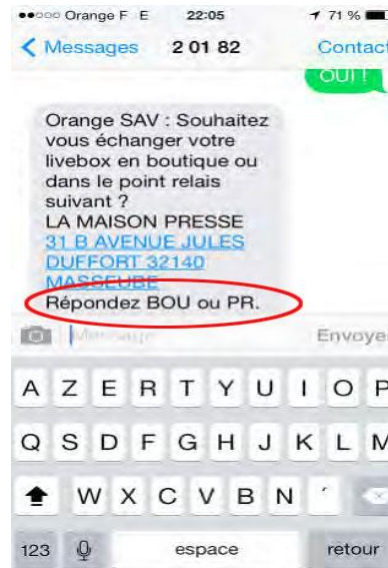 Orange F E 22:05 71 %
Messages 2 01 82 Contact
OUI !
Orange SAV : Souhaitez
vous échanger votre
livebox en boutique ou
dans le point relais
suivant ?
LA MAISON PRESSE
31 B AVENUE JULES
DUFFORT 32140
MASSEUBE
Répondez BOU ou PR.
Message Envoye
A Z E R T Y U I O P
Q S D F G H J K L M
W X C V B N ´
123 espace retour